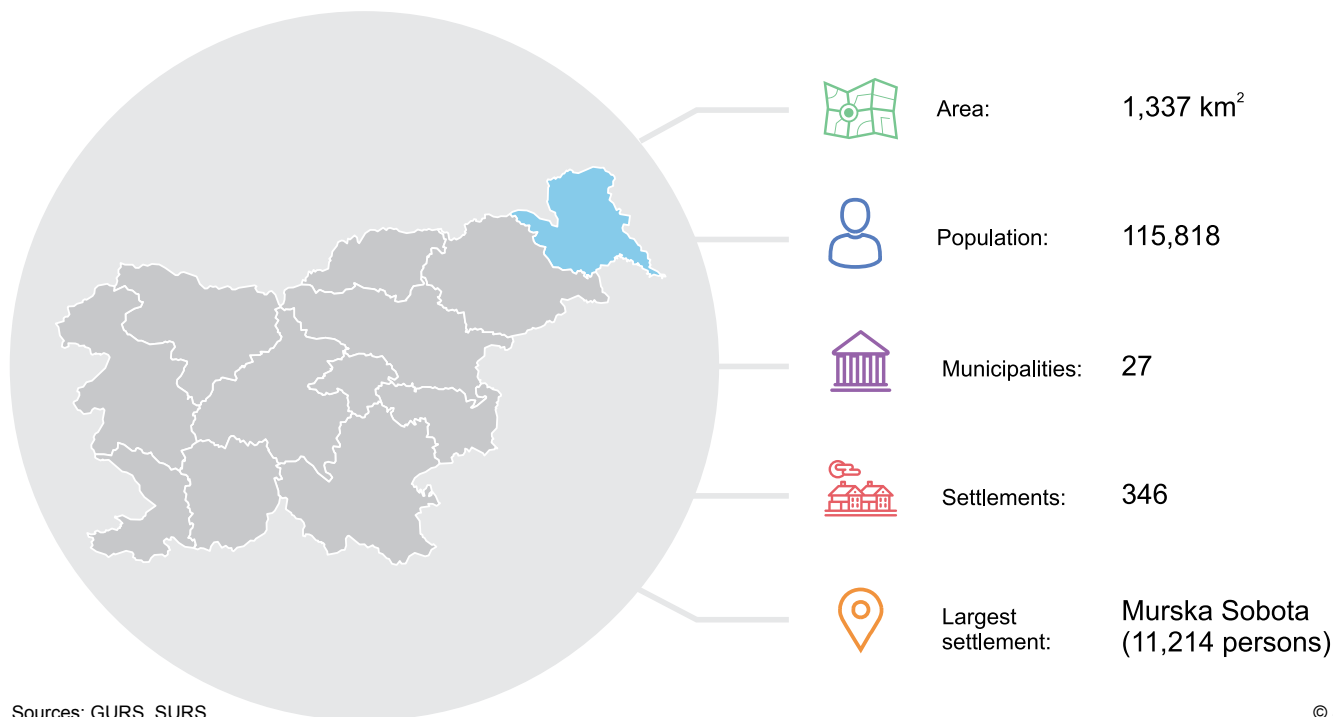 Area: 1,337 km²
Population: 115,818
Municipalities: 27
Settlements: 346
Largest settlement: Murska Sobota
(11,214 persons)
Sources: GURS, SURS
©